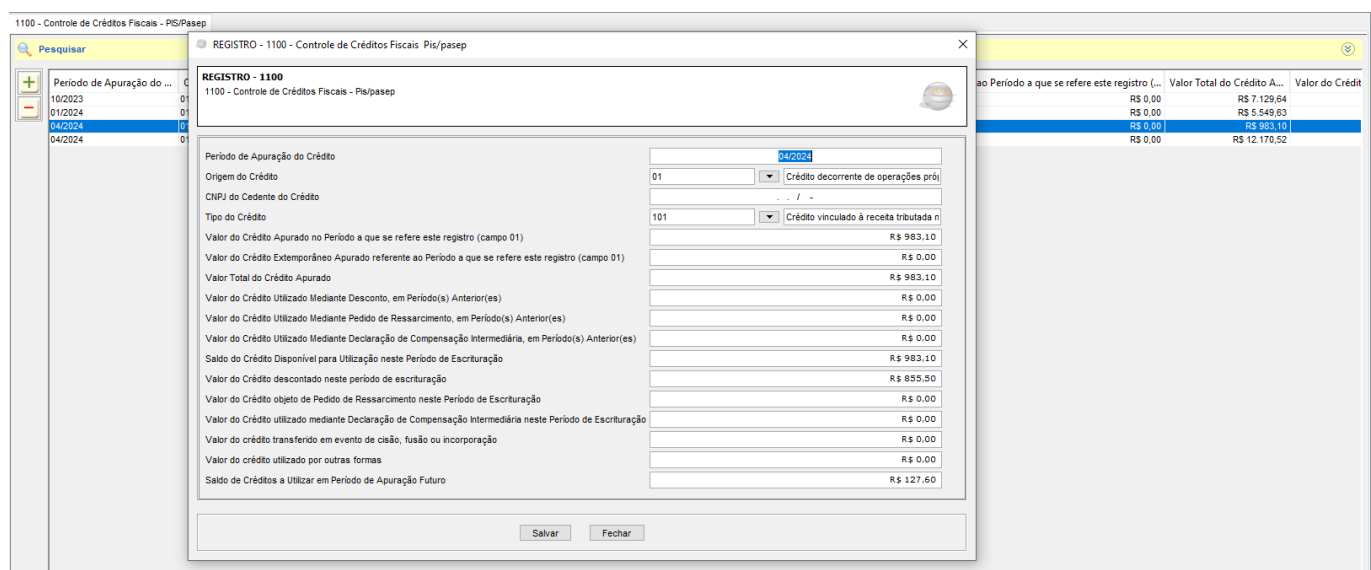 1100 - Controle de Créditos Fiscais - PIS/Pasep
Pesquisar
REGISTRO - 1100 - Controle de Créditos Fiscais Pis/pasep
REGISTRO - 1100
1100 - Controle de Créditos Fiscais - Pis/pasep
Período de Apuração do ... ao Período a que se refere este registro (... Valor Total do Crédito A... Valor do Crédit
10/2023 01 R$ 0,00 R$ 7.129,64
01/2024 01 R$ 0,00 R$ 5.549,63
04/2024 01 R$ 0,00 R$ 983,10
04/2024 01 R$ 0,00 R$ 12.170,52
Período de Apuração do Crédito 04/2024
Origem do Crédito 01 Crédito decorrente de operações próp
CNPJ do Cedente do Crédito . . / -
Tipo do Crédito 101 Crédito vinculado à receita tributada n
Valor do Crédito Apurado no Período a que se refere este registro (campo 01) R$ 983,10
Valor do Crédito Extemporâneo Apurado referente ao Período a que se refere este registro (campo 01) R$ 0,00
Valor Total do Crédito Apurado R$ 983,10
Valor do Crédito Utilizado Mediante Desconto, em Período(s) Anterior(es) R$ 0,00
Valor do Crédito Utilizado Mediante Pedido de Ressarcimento, em Período(s) Anterior(es) R$ 0,00
Valor do Crédito Utilizado Mediante Declaração de Compensação Intermediária, em Período(s) Anterior(es) R$ 0,00
Saldo do Crédito Disponível para Utilização neste Período de Escrituração R$ 983,10
Valor do Crédito descontado neste período de escrituração R$ 855,50
Valor do Crédito objeto de Pedido de Ressarcimento neste Período de Escrituração R$ 0,00
Valor do Crédito utilizado mediante Declaração de Compensação Intermediária neste Período de Escrituração R$ 0,00
Valor do crédito transferido em evento de cisão, fusão ou incorporação R$ 0,00
Valor do crédito utilizado por outras formas R$ 0,00
Saldo de Créditos a Utilizar em Período de Apuração Futuro R$ 127,60
Salvar Fechar